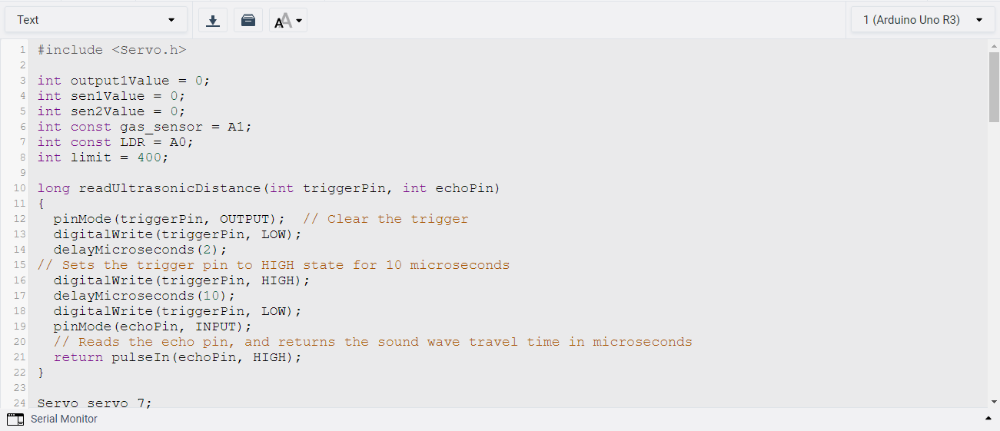 Text
1 (Arduino Uno R3)
1 #include <Servo.h>
2
3 int output1Value = 0;
4 int sen1Value = 0;
5 int sen2Value = 0;
6 int const gas_sensor = A1;
7 int const LDR = A0;
8 int limit = 400;
9
10 long readUltrasonicDistance(int triggerPin, int echoPin)
11 {
12   pinMode(triggerPin, OUTPUT);  // Clear the trigger
13   digitalWrite(triggerPin, LOW);
14   delayMicroseconds(2);
15 // Sets the trigger pin to HIGH state for 10 microseconds
16   digitalWrite(triggerPin, HIGH);
17   delayMicroseconds(10);
18   digitalWrite(triggerPin, LOW);
19   pinMode(echoPin, INPUT);
20   // Reads the echo pin, and returns the sound wave travel time in microseconds
21   return pulseIn(echoPin, HIGH);
22 }
23
24 Servo servo_7;
Serial Monitor